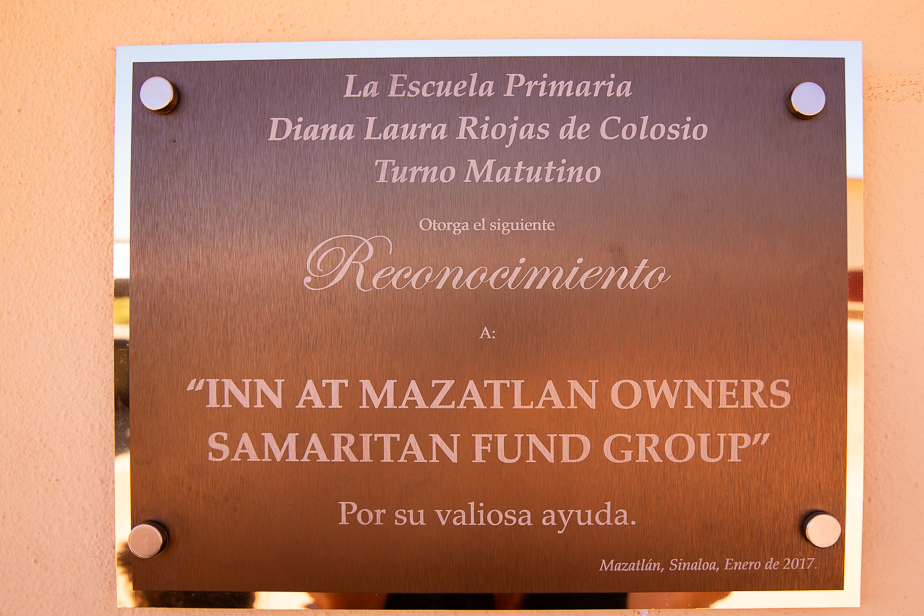 La Escuela Primaria
Diana Laura Riojas de Colosio
Turno Matutino
Otorga el siguiente
Reconocimiento
A:
“INN AT MAZATLAN OWNERS
SAMARITAN FUND GROUP”
Por su valiosa ayuda.
Mazatlán, Sinaloa, Enero de 2017.